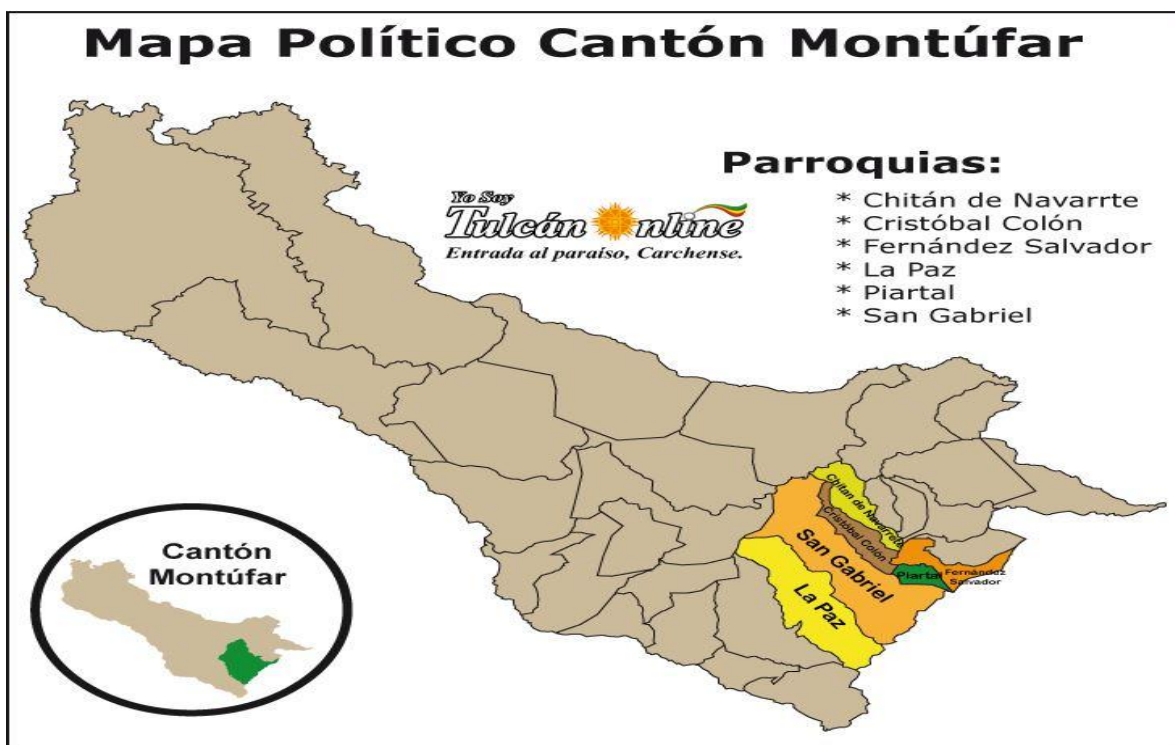 Mapa Político Cantón Montúfar
Parroquias:
* Chitán de Navarrte
* Cristóbal Colón
* Fernández Salvador
* La Paz
* Piartal
* San Gabriel
Yo Soy
Tulcán Online
Entrada al paraíso, Carchense.
Chitan de Navarrete
Cristóbal Colón
San Gabriel
Piartal
Fernández
Salvador
La Paz
Cantón
Montúfar